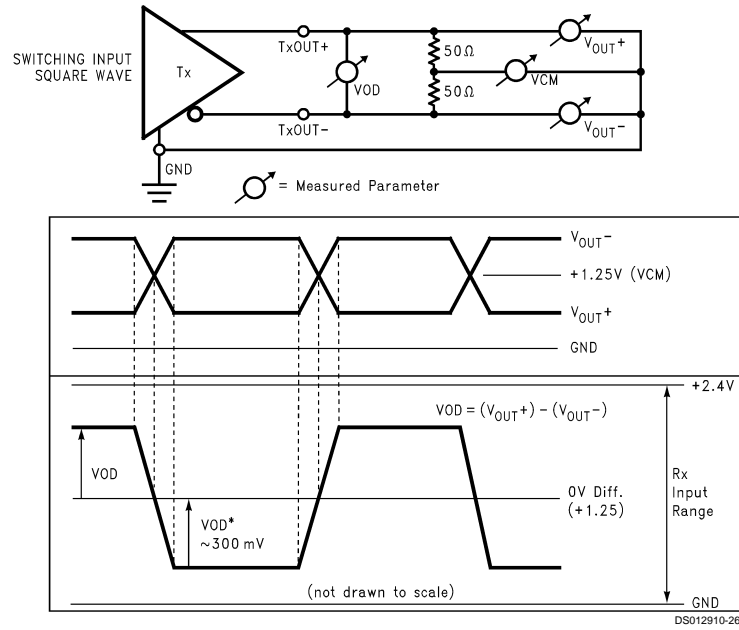 SWITCHING INPUT
SQUARE WAVE
Tx
TxOUT+
TxOUT-
VOD
50Ω
50Ω
VCM
VOUT+
VOUT-
GND
= Measured Parameter
VOUT-
+1.25V (VCM)
VOUT+
GND
+2.4V
VOD = (VOUT+) - (VOUT-)
VOD
0V Diff.
(+1.25)
Rx
Input
Range
VOD*
~300 mV
(not drawn to scale)
GND
DS012910-26